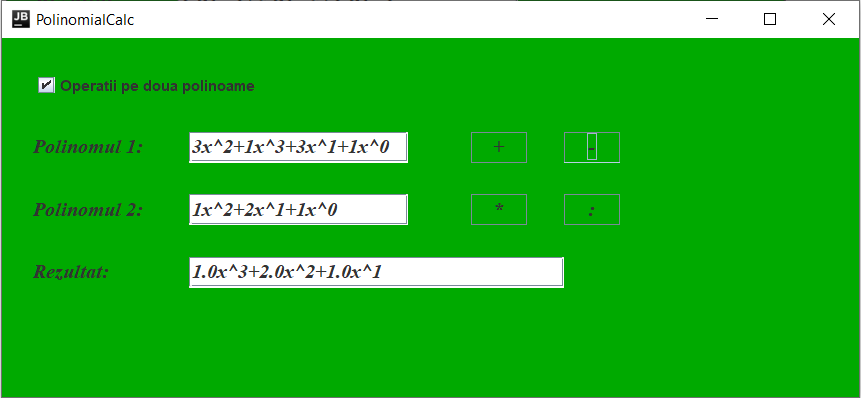 JB PolinomialCalc
Operatii pe doua polinoame
Polinomul 1: 3x^2+1x^3+3x^1+1x^0 + -
Polinomul 2: 1x^2+2x^1+1x^0 * :
Rezultat: 1.0x^3+2.0x^2+1.0x^1